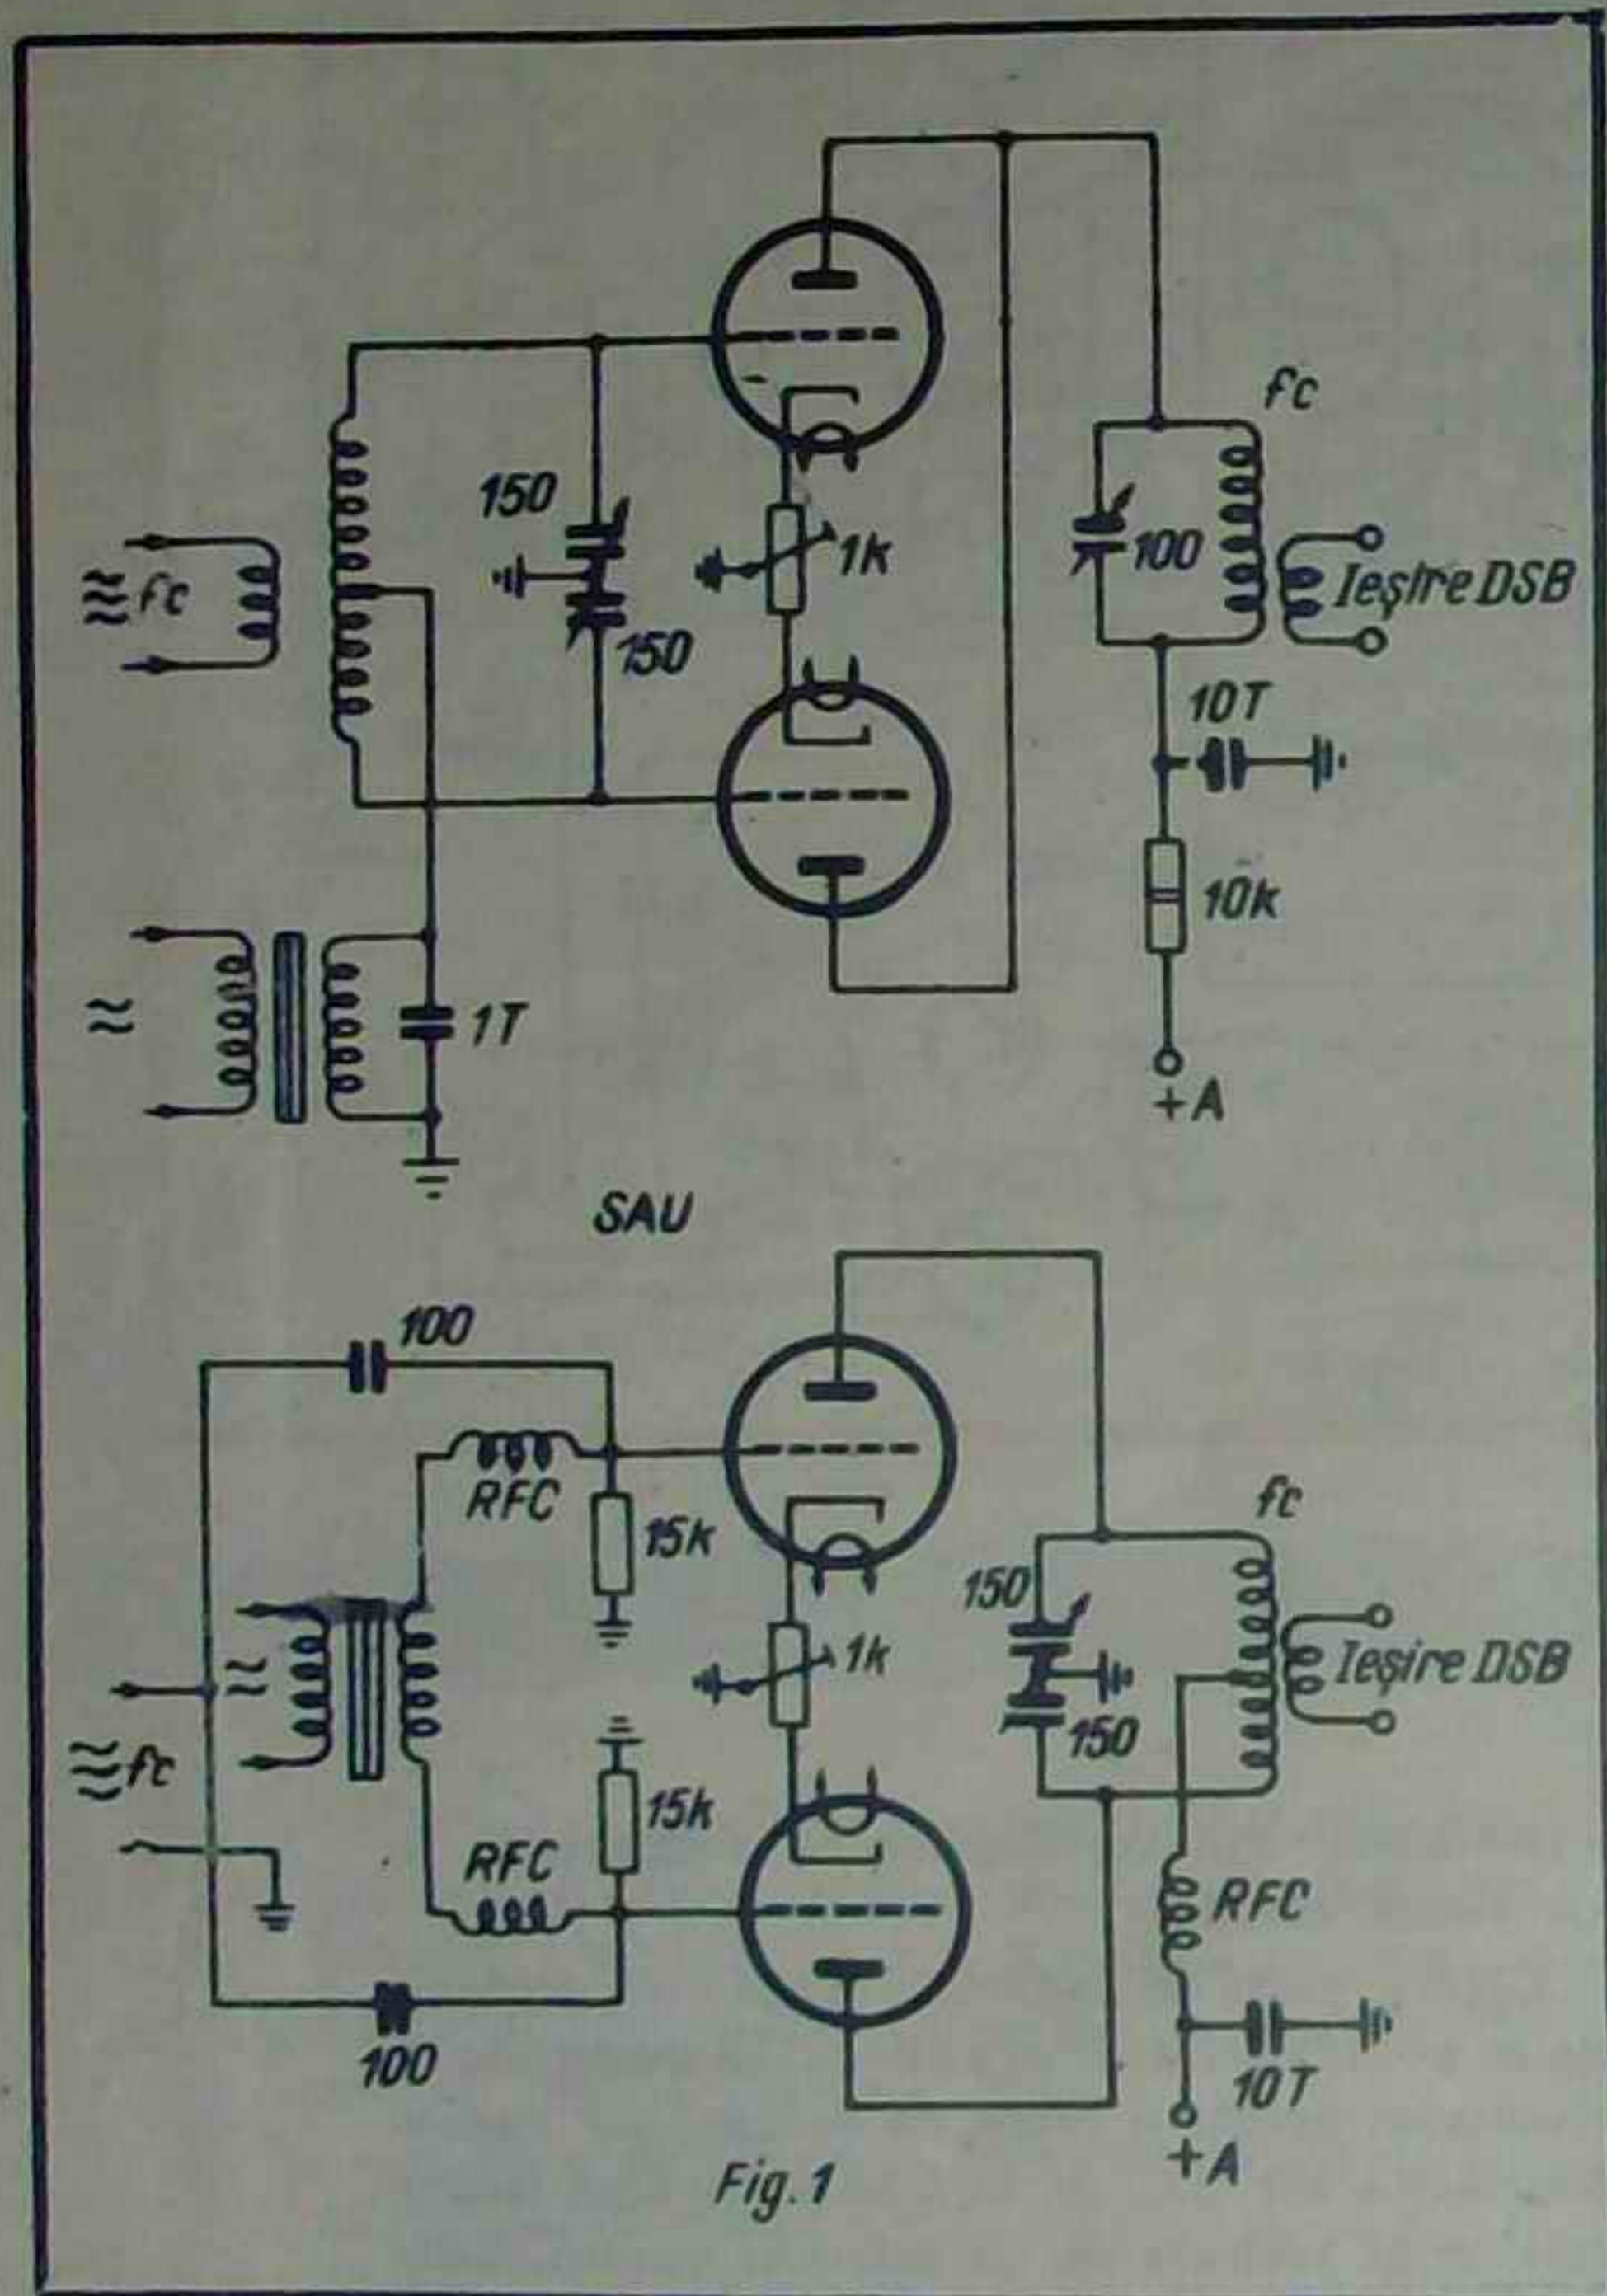 fc
150
1k
100
≈ fc
150
Ieşire DSB
10T
10k
≈
1T
+A
SAU
100
RFC
fc
15k
150
1k
≈
Ieşire DSB
≈ fc
150
15k
RFC
RFC
100
10T
+A
Fig. 1